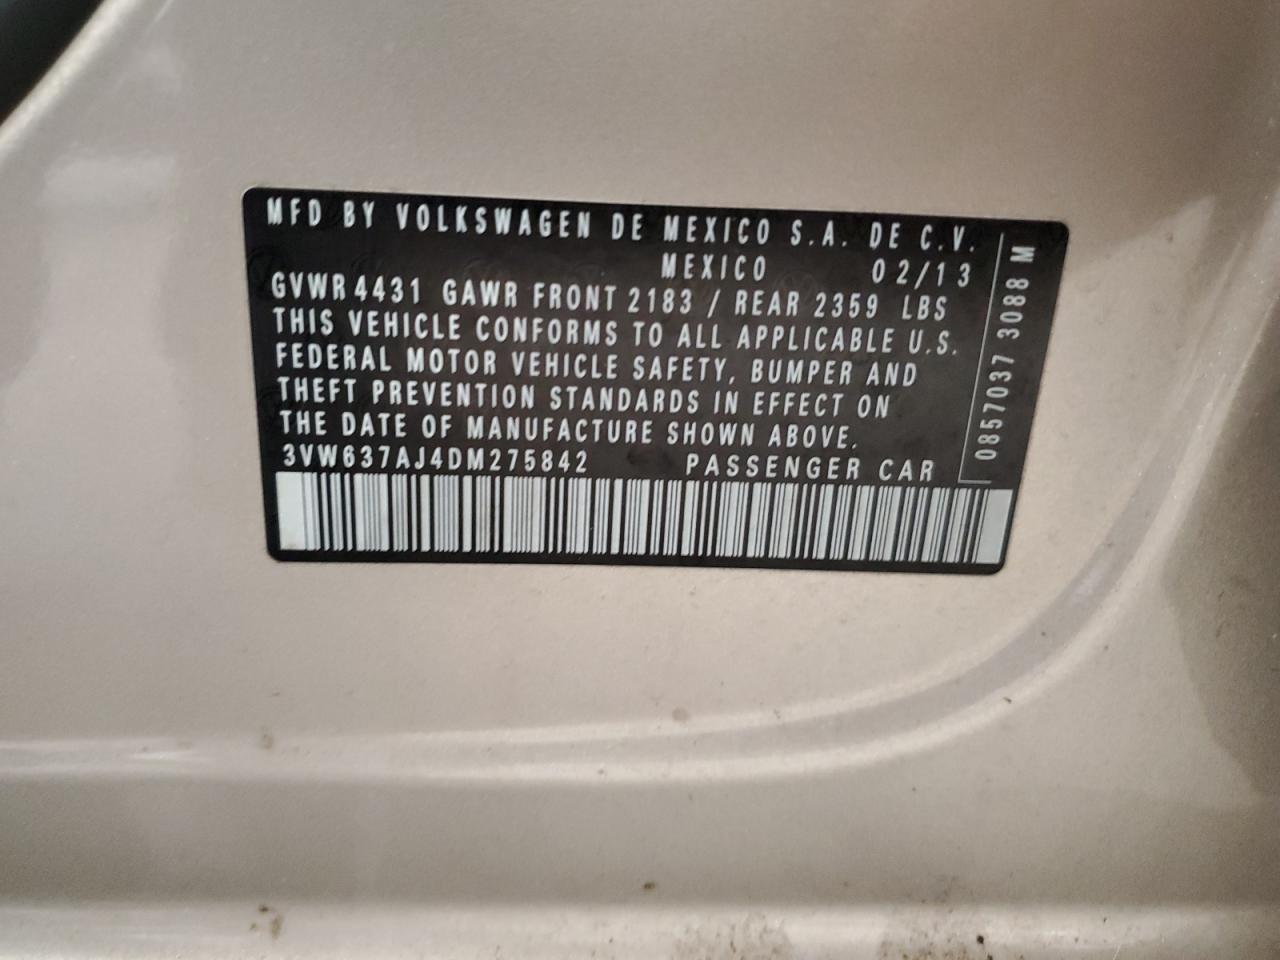 MFD BY VOLKSWAGEN DE MEXICO S.A. DE C.V.
MEXICO 02/13
GVWR 4431 GAWR FRONT 2183 / REAR 2359 LBS
THIS VEHICLE CONFORMS TO ALL APPLICABLE U.S.
FEDERAL MOTOR VEHICLE SAFETY, BUMPER AND
THEFT PREVENTION STANDARDS IN EFFECT ON
THE DATE OF MANUFACTURE SHOWN ABOVE.
3VW637AJ4DM275842 PASSENGER CAR
0857037 3088 M